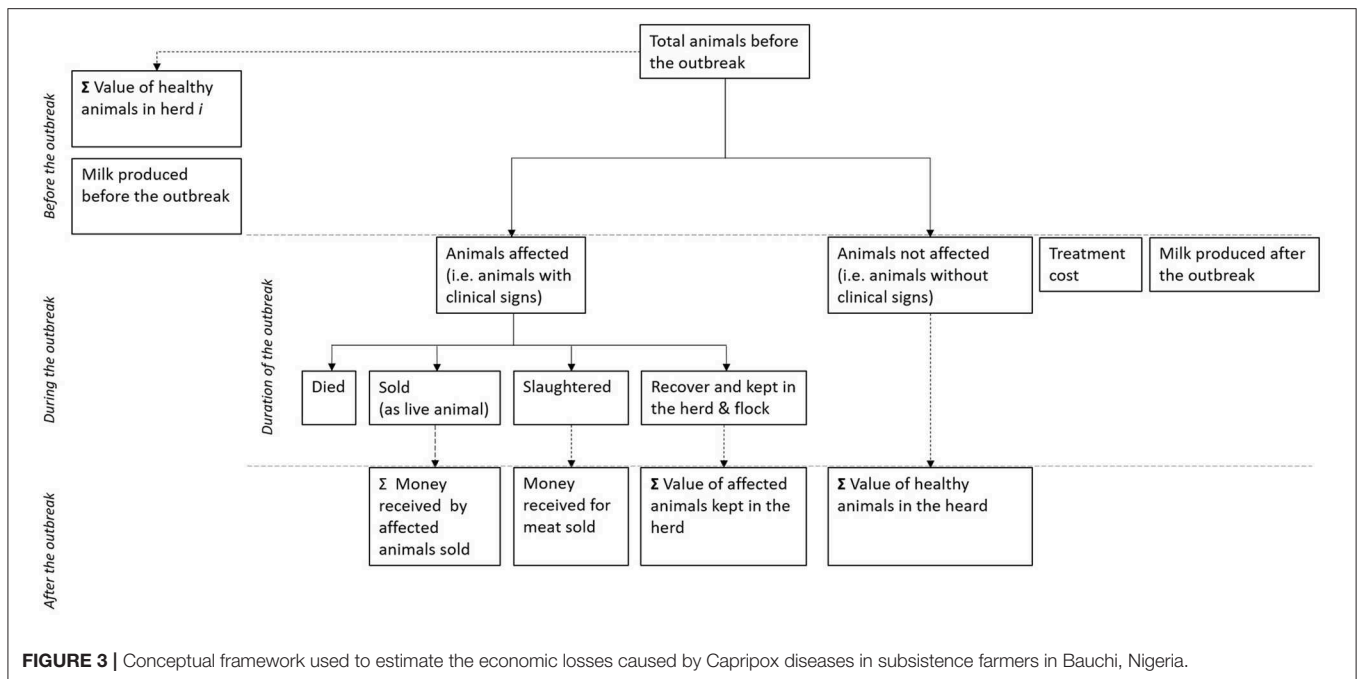 Total animals before
the outbreak
Σ Value of healthy
animals in herd i
Milk produced
before the outbreak
Before the outbreak
Animals affected
(i.e. animals with
clinical signs)
Animals not affected
(i.e. animals without
clinical signs)
Treatment
cost
Milk produced after
the outbreak
During the outbreak
Duration of the outbreak
Died
Sold
(as live animal)
Slaughtered
Recover and kept in
the herd & flock
After the outbreak
Σ Money
received by
affected
animals sold
Money
received for
meat sold
Σ Value of affected
animals kept in the
herd
Σ Value of healthy
animals in the heard
FIGURE 3 | Conceptual framework used to estimate the economic losses caused by Capripox diseases in subsistence farmers in Bauchi, Nigeria.